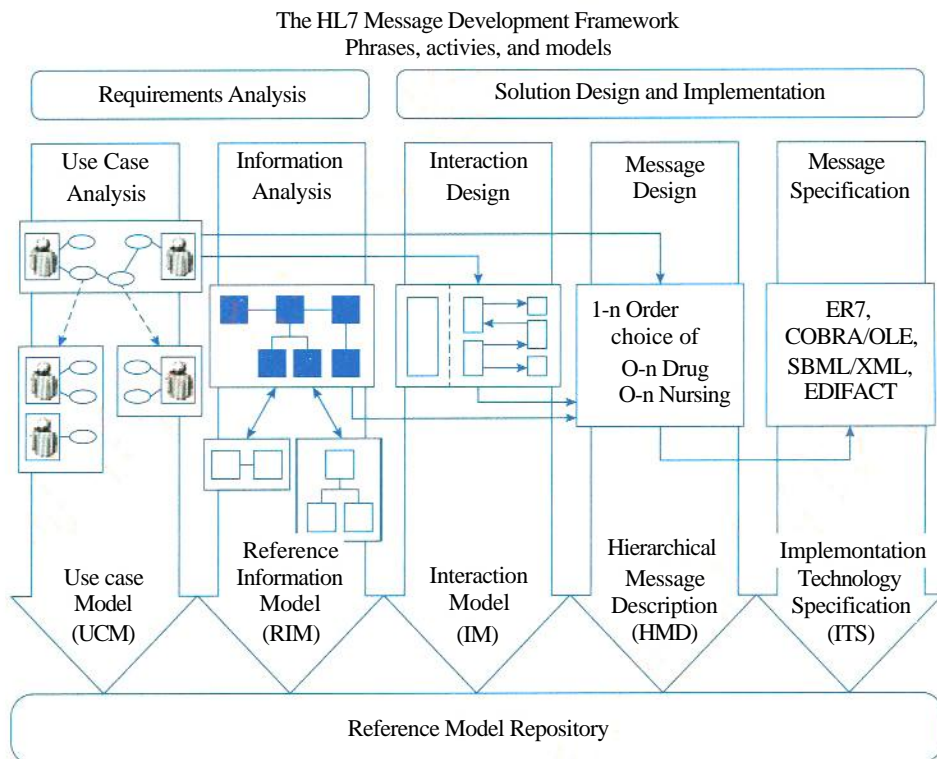 The HL7 Message Development Framework
Phrases, activies, and models
Requirements Analysis
Solution Design and Implementation
Use Case
Analysis
Information
Analysis
Interaction
Design
Message
Design
Message
Specification
1-n Order
choice of
O-n Drug
O-n Nursing
ER7,
COBRA/OLE,
SBML/XML,
EDIFACT
Use case
Model
(UCM)
Reference
Information
Model
(RIM)
Interaction
Model
(IM)
Hierarchical
Message
Description
(HMD)
Implemontation
Technology
Specification
(ITS)
Reference Model Repository